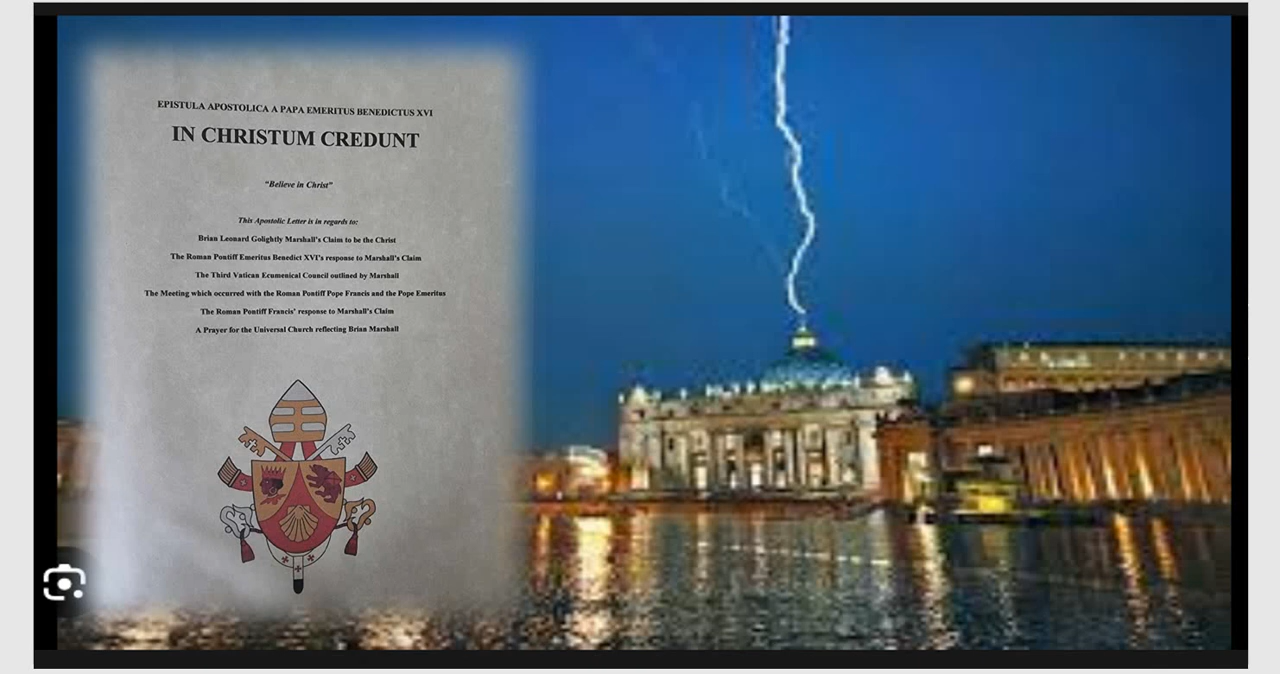 EPISTULA APOSTOLICA A PAPA EMERITUS BENEDICTUS XVI
IN CHRISTUM CREDUNT
"Believe in Christ"
This Apostolic Letter is in regards to:
Brian Leonard Golightly Marshall's Claim to be the Christ
The Roman Pontiff Emeritus Benedict XVI's response to Marshall's Claim
The Third Vatican Ecumenical Council outlined by Marshall
The Meeting which occurred with the Roman Pontiff Pope Francis and the Pope Emeritus
The Roman Pontiff Francis' response to Marshall's Claim
A Prayer for the Universal Church reflecting Brian Marshall